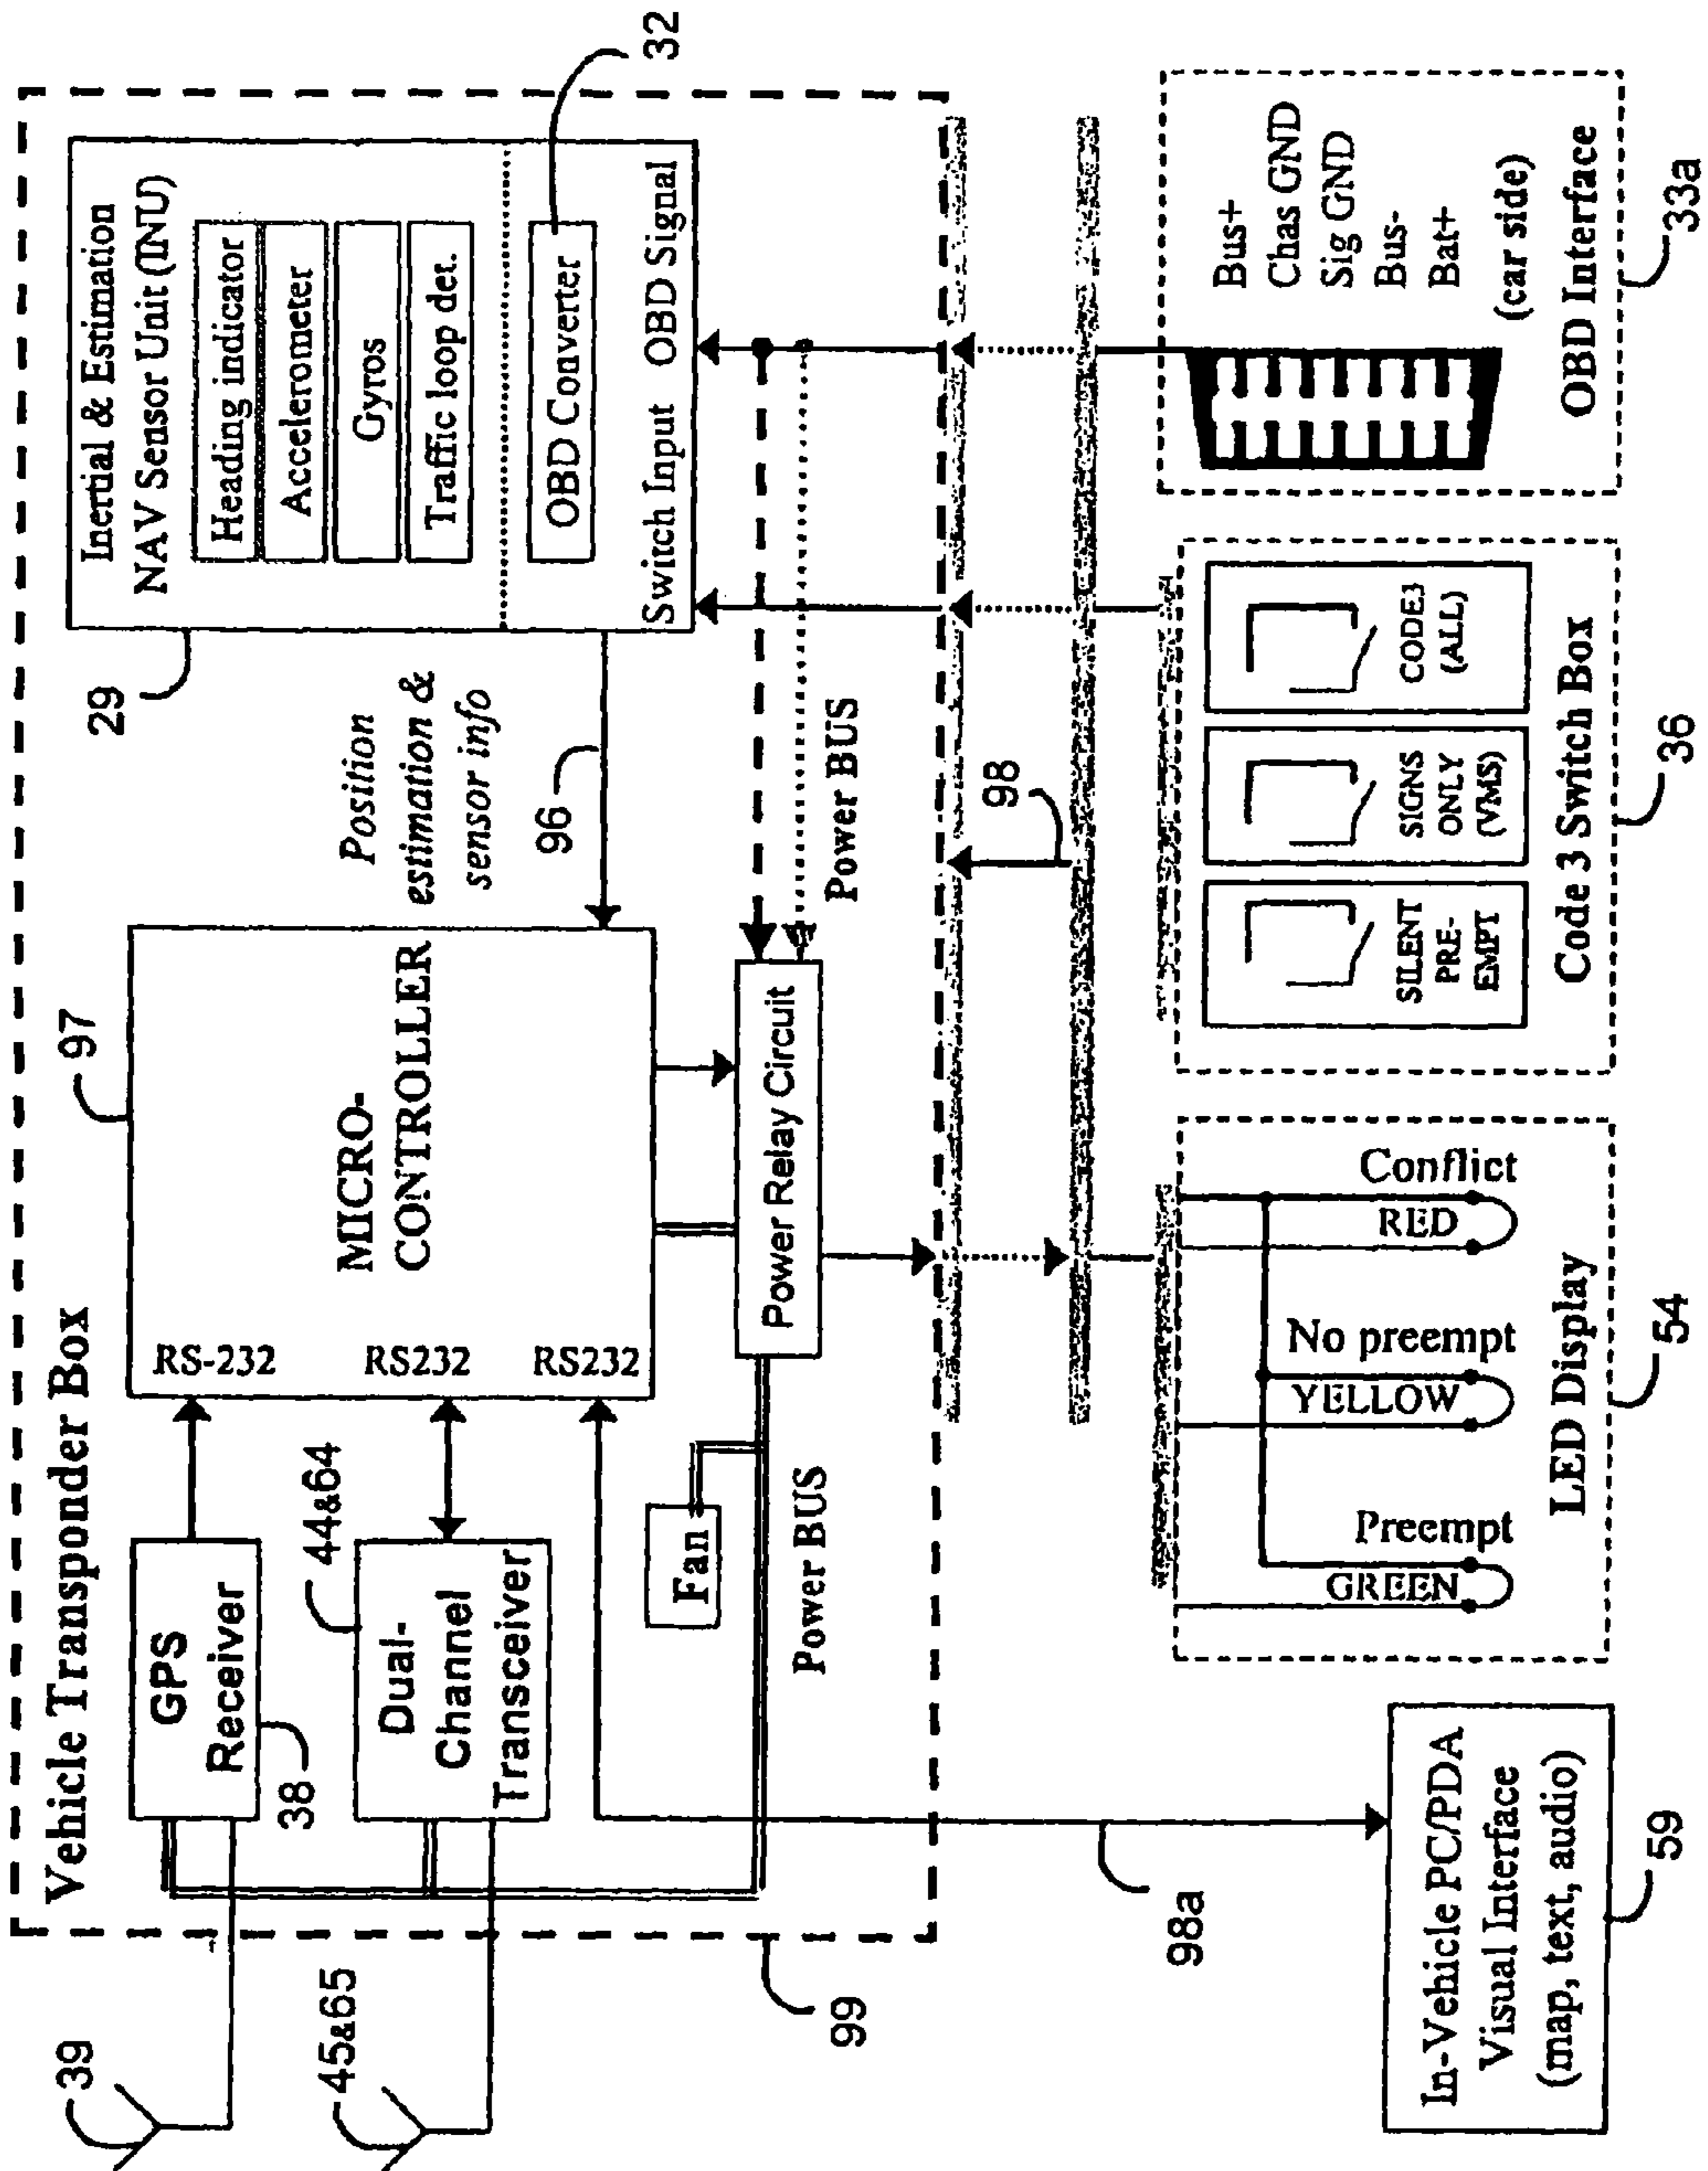 Vehicle Transponder Box
39
45&65
GPS
Receiver
38
44&64
Dual-
Channel
Transceiver
RS-232
RS232
RS232
MICRO-
CONTROLLER
97
Position
estimation &
sensor info
96
29
Inertial & Estimation
NAV Sensor Unit (INU)
Heading indicator
Accelerometer
Gyros
Traffic loop det.
OBD Converter
32
Switch Input
OBD Signal
Fan
Power BUS
Power Relay Circuit
Power BUS
99
98
98a
In-Vehicle PC/PDA
Visual Interface
(map, text, audio)
59
Preempt
GREEN
No preempt
YELLOW
Conflict
RED
LED Display
54
SILENT
PRE-
EMPT
SIGNS
ONLY
(VMS)
CODE3
(ALL)
Code 3 Switch Box
36
Bus+
Chas GND
Sig GND
Bus-
Bat+
(car side)
OBD Interface
33a